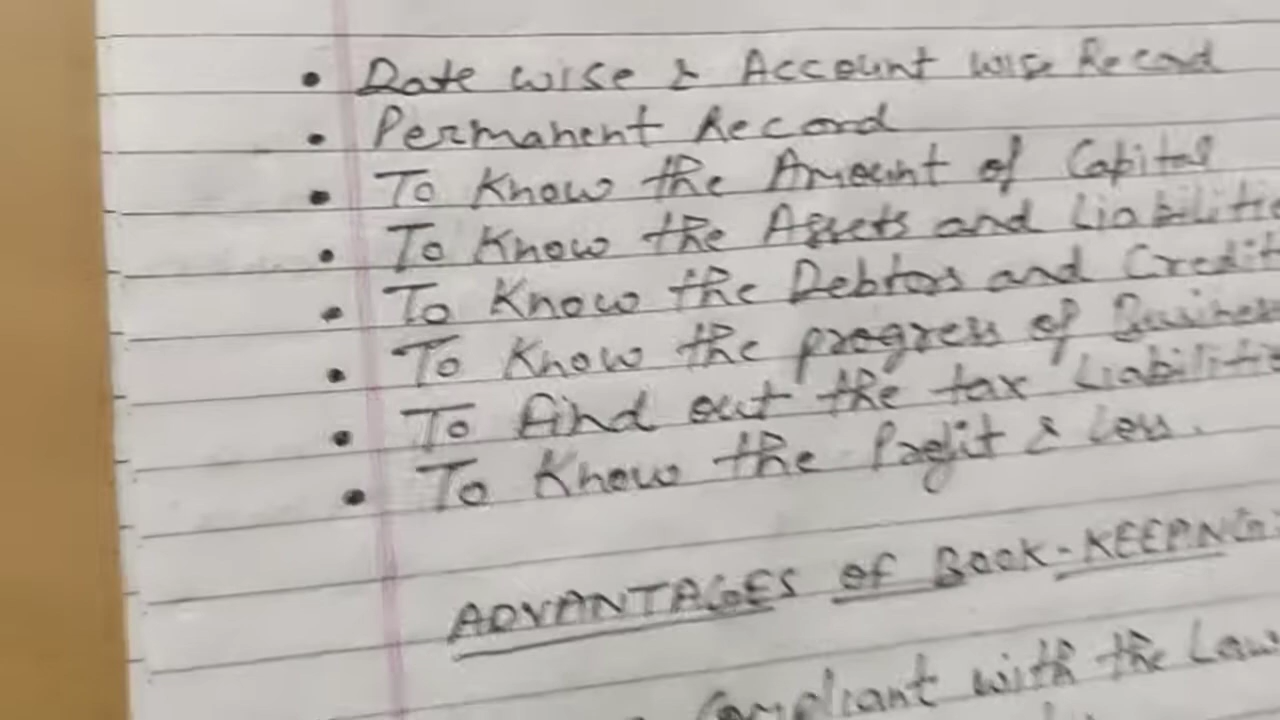 • Date wise & Account wise Record
• Permanent Record
• To Know the Amount of Capital
• To Know the Assets and Liabilitie
• To Know the Debtors and Credit
• To Know the progress of Business
• To find out the tax Liabilitie
• To Know the Profit & Loss.
ADVANTAGES of Book-KEEPING
Compliant with the Law